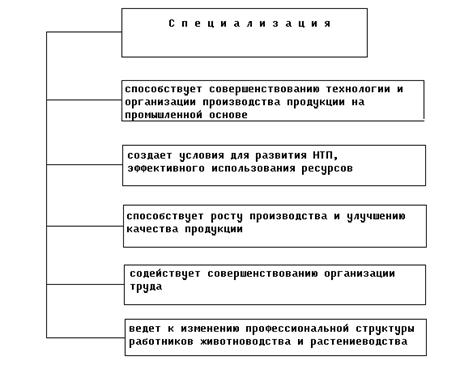 Специализация
способствует совершенствованию технологии и
организации производства продукции на
промышленной основе
создает условия для развития НТП,
эффективного использования ресурсов
способствует росту производства и улучшению
качества продукции
содействует совершенствованию организации
труда
ведет к изменению профессиональной структуры
работников животноводства и растениеводства